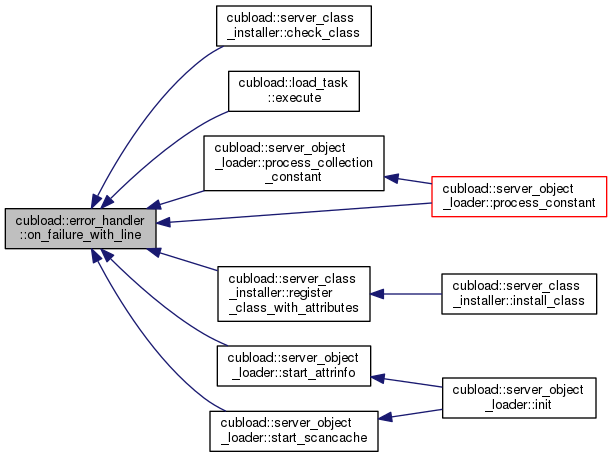 cubload::server_class
_installer::check_class
cubload::load_task
::execute
cubload::server_object
_loader::process_collection
_constant
cubload::server_object
_loader::process_constant
cubload::error_handler
::on_failure_with_line
cubload::server_class
_installer::register
_class_with_attributes
cubload::server_class
_installer::install_class
cubload::server_object
_loader::start_attrinfo
cubload::server_object
_loader::init
cubload::server_object
_loader::start_scancache